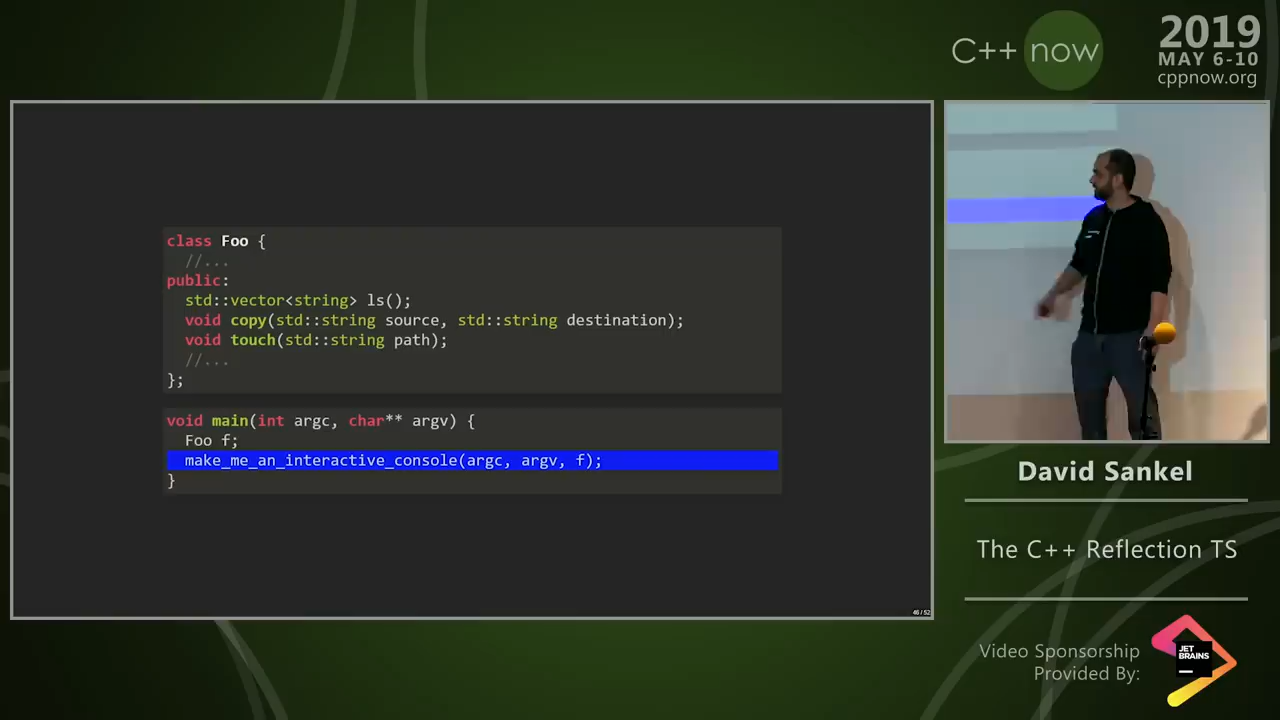 C++ now
2019
MAY 6-10
cppnow.org
class Foo {
//...
public:
std::vector<string> ls();
void copy(std::string source, std::string destination);
void touch(std::string path);
//...
};
void main(int argc, char** argv) {
Foo f;
make_me_an_interactive_console(argc, argv, f);
}
46 / 52
David Sankel
The C++ Reflection TS
Video Sponsorship
Provided By:
JET
BRAINS